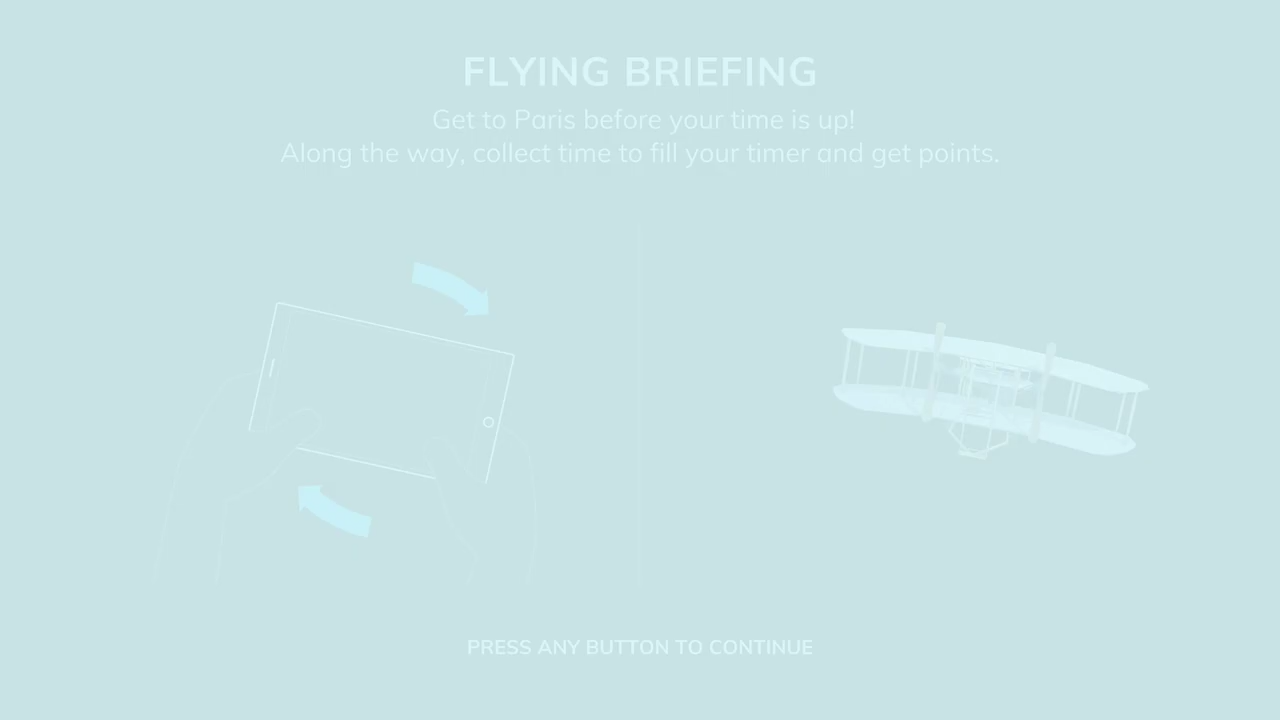 FLYING BRIEFING
Get to Paris before your time is up!
Along the way, collect time to fill your timer and get points.
PRESS ANY BUTTON TO CONTINUE